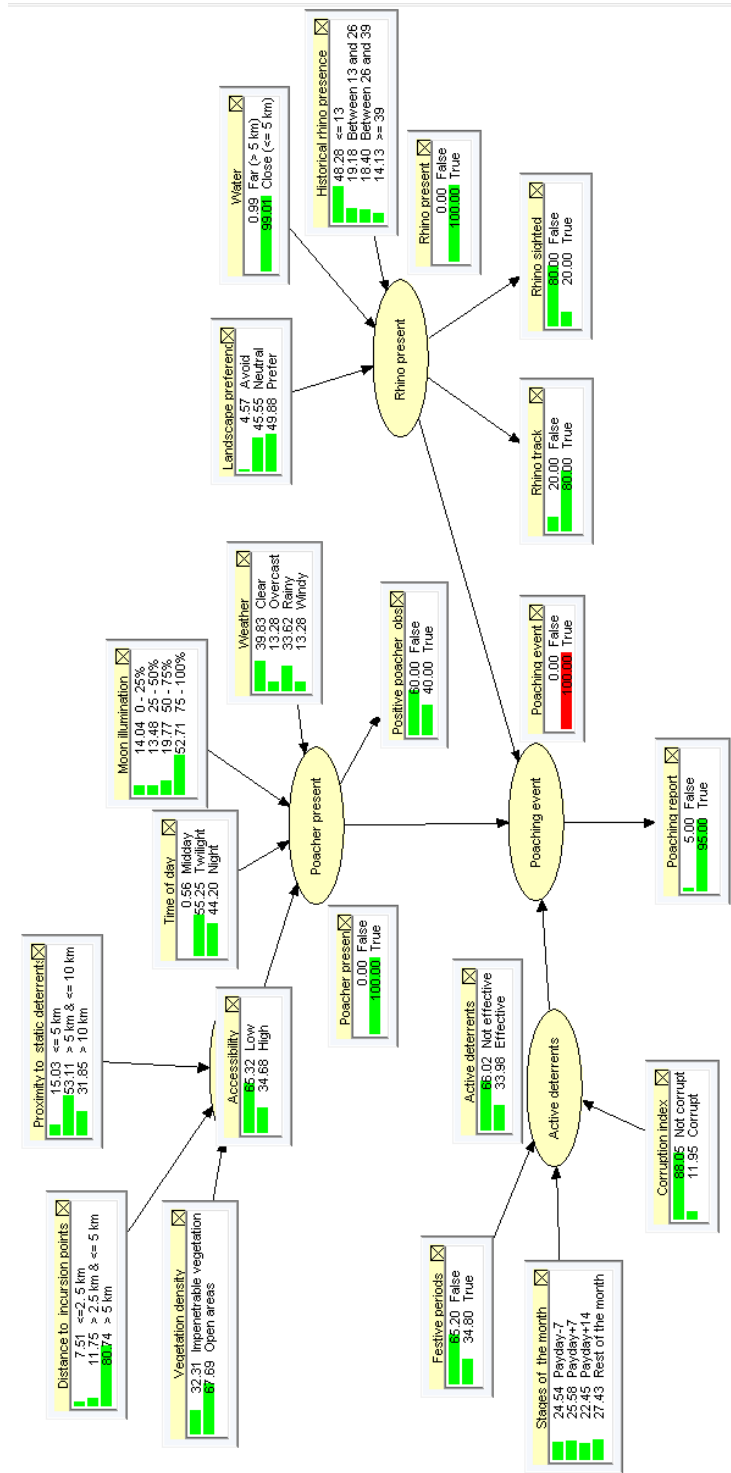 Distance to incursion points
7.51 <=2. 5 km
11.75 > 2.5 km & <= 5 km
80.74 > 5 km
Proximity to static deterrents
15.03 <= 5 km
53.11 > 5 km & <= 10 km
31.85 > 10 km
Vegetation density
32.31 Impenetrable vegetation
67.69 Open areas
Accessibility
65.32 Low
34.68 High
Time of day
0.56 Midday
55.25 Twilight
44.20 Night
Moon illumination
14.04 0 - 25%
13.48 25 - 50%
19.77 50 - 75%
52.71 75 - 100%
Weather
39.83 Clear
13.28 Overcast
33.62 Rainy
13.28 Windy
Landscape preferenc
4.57 Avoid
45.55 Neutral
49.88 Prefer
Water
0.99 Far (> 5 km)
99.01 Close (<= 5 km)
Historical rhino presence
48.28 <= 13
19.18 Between 13 and 26
18.40 Between 26 and 39
14.13 >= 39
Poacher present
Poacher present
0.00 False
100.00 True
Positive poacher obs
60.00 False
40.00 True
Rhino present
Rhino present
0.00 False
100.00 True
Rhino track
20.00 False
80.00 True
Rhino sighted
80.00 False
20.00 True
Festive periods
65.20 False
34.80 True
Stages of the month
24.54 Payday-7
25.58 Payday+7
22.45 Payday+14
27.43 Rest of the month
Corruption index
88.05 Not corrupt
11.95 Corrupt
Active deterrents
66.02 Not effective
33.98 Effective
Active deterrents
Poaching event
Poaching event
0.00 False
100.00 True
Poaching report
5.00 False
95.00 True